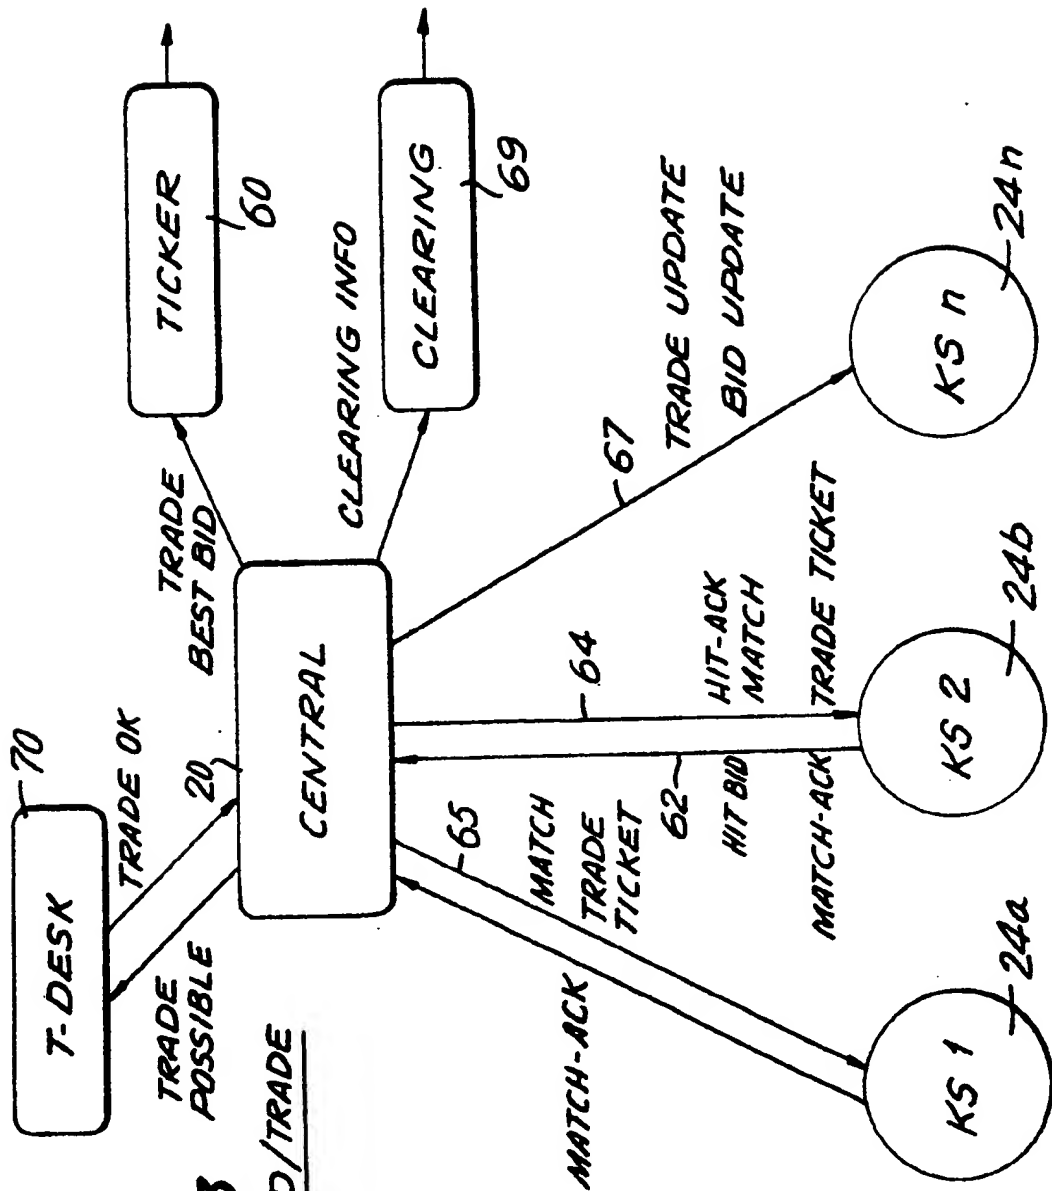 70
T-DESK
TRADE OK
TRADE
POSSIBLE
20
CENTRAL
TRADE
BEST BID
TICKER
60
CLEARING INFO
CLEARING
69
67
TRADE UPDATE
BID UPDATE
64
HIT-ACK
MATCH
TRADE TICKET
62
HIT BID
MATCH-ACK
65
MATCH
TRADE
TICKET
MATCH-ACK
KS 1
24a
KS 2
24b
KS n
24n
/TRADE